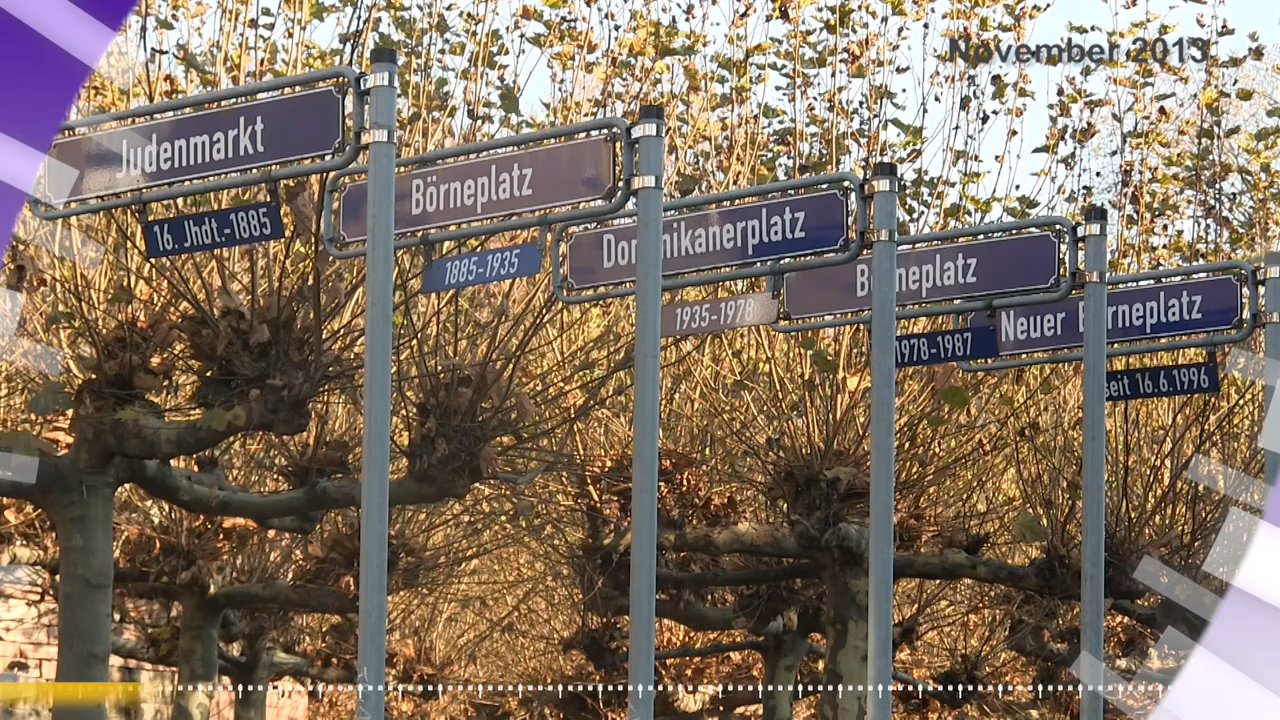 November 2013
Judenmarkt
16. Jhdt.-1885
Börneplatz
1885-1935
Dominikanerplatz
1935-1978
Börneplatz
1978-1987
Neuer Börneplatz
seit 16.6.1996